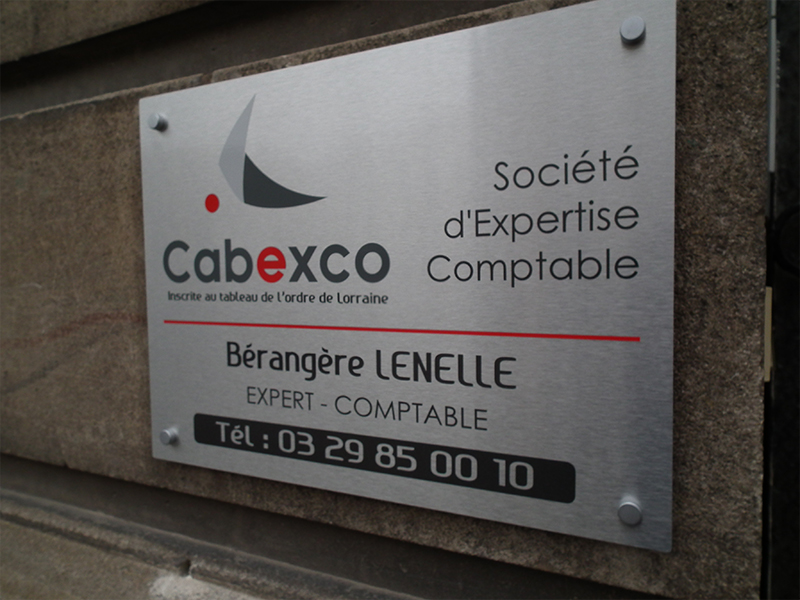 Cabexco
Inscrite au tableau de l'ordre de Lorraine
Société
d'Expertise
Comptable
Bérangère LENELLE
EXPERT - COMPTABLE
Tél : 03 29 85 00 10